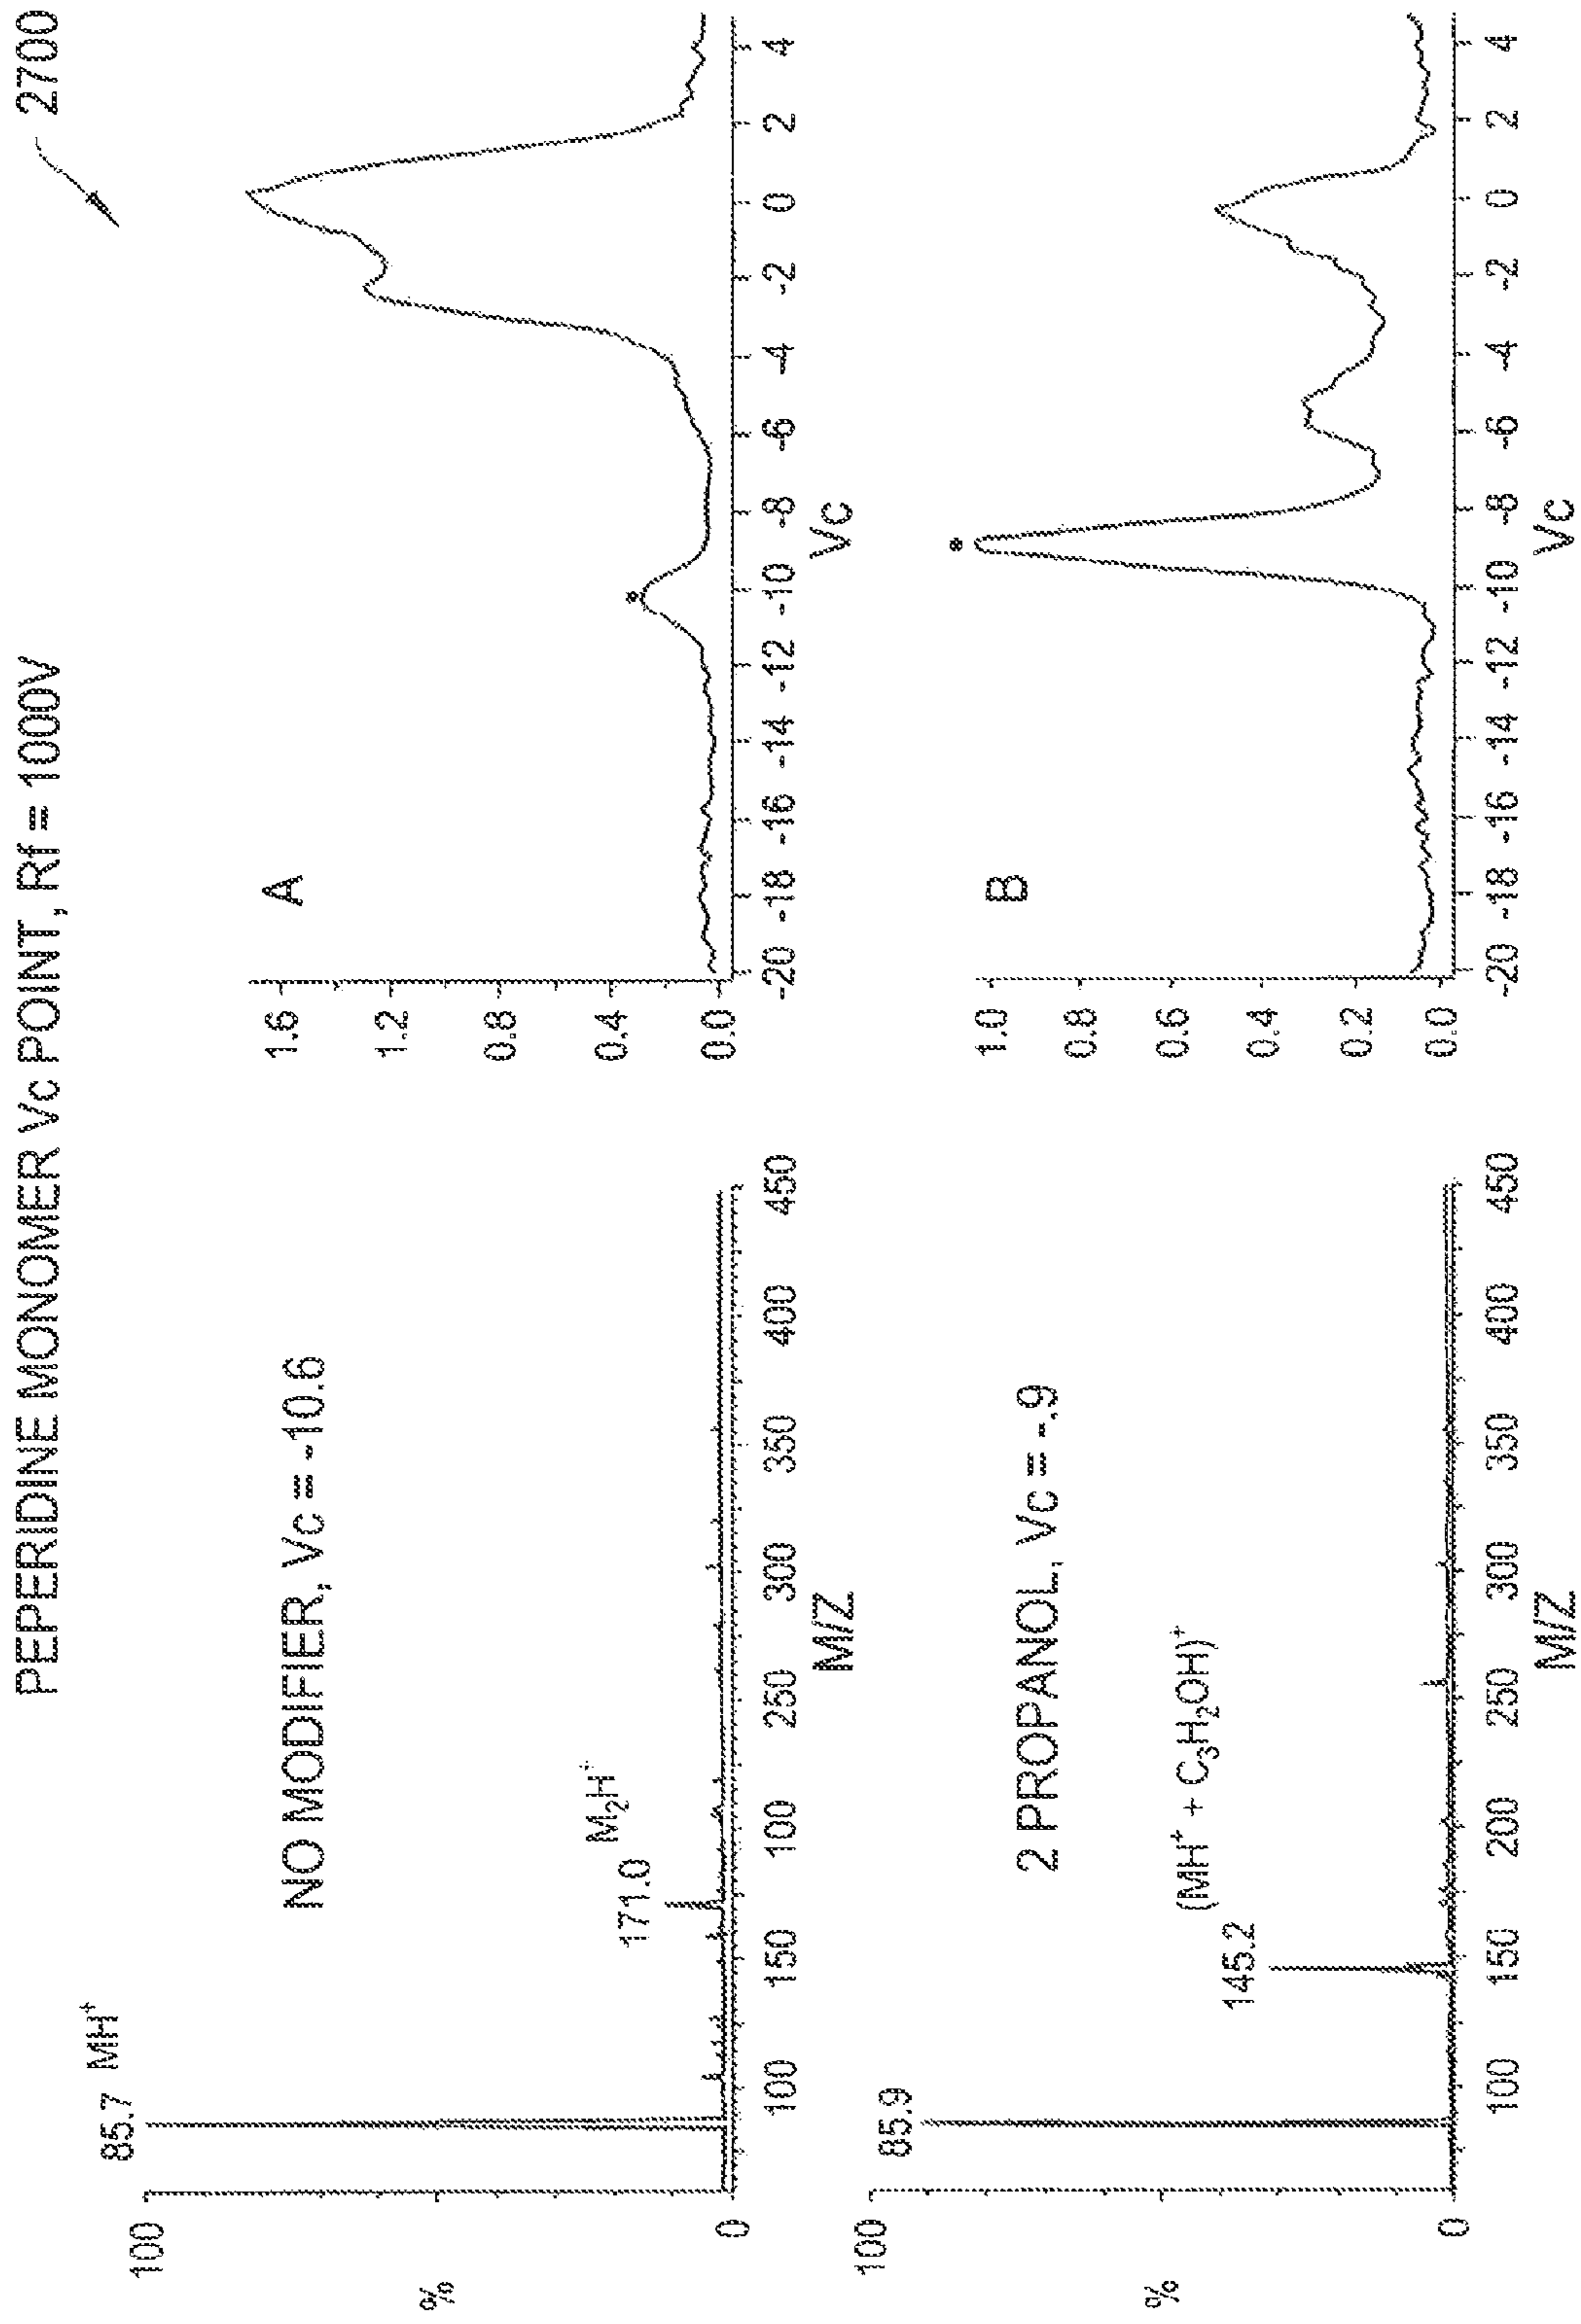 PEPERIDINE MONOMER Vc POINT, Rf = 1000V
2700
100
%
0
85.7 MH⁺
171.0 M₂H⁺
NO MODIFIER, Vc = -10.6
100 150 100 250 300 350 400 450
M/Z
A
1.6
1.2
0.8
0.4
0.0
*
-20 -18 -16 -14 -12 -10 -8 -6 -4 -2 0 2 4
Vc
100
%
0
85.9
145.2
(MH⁺ + C₃H₂OH)⁺
2 PROPANOL, Vc = -.9
100 150 200 250 300 350 400 450
M/Z
B
1.0
0.8
0.6
0.4
0.2
0.0
*
-20 -18 -16 -14 -12 -10 -8 -6 -4 -2 0 2 4
Vc